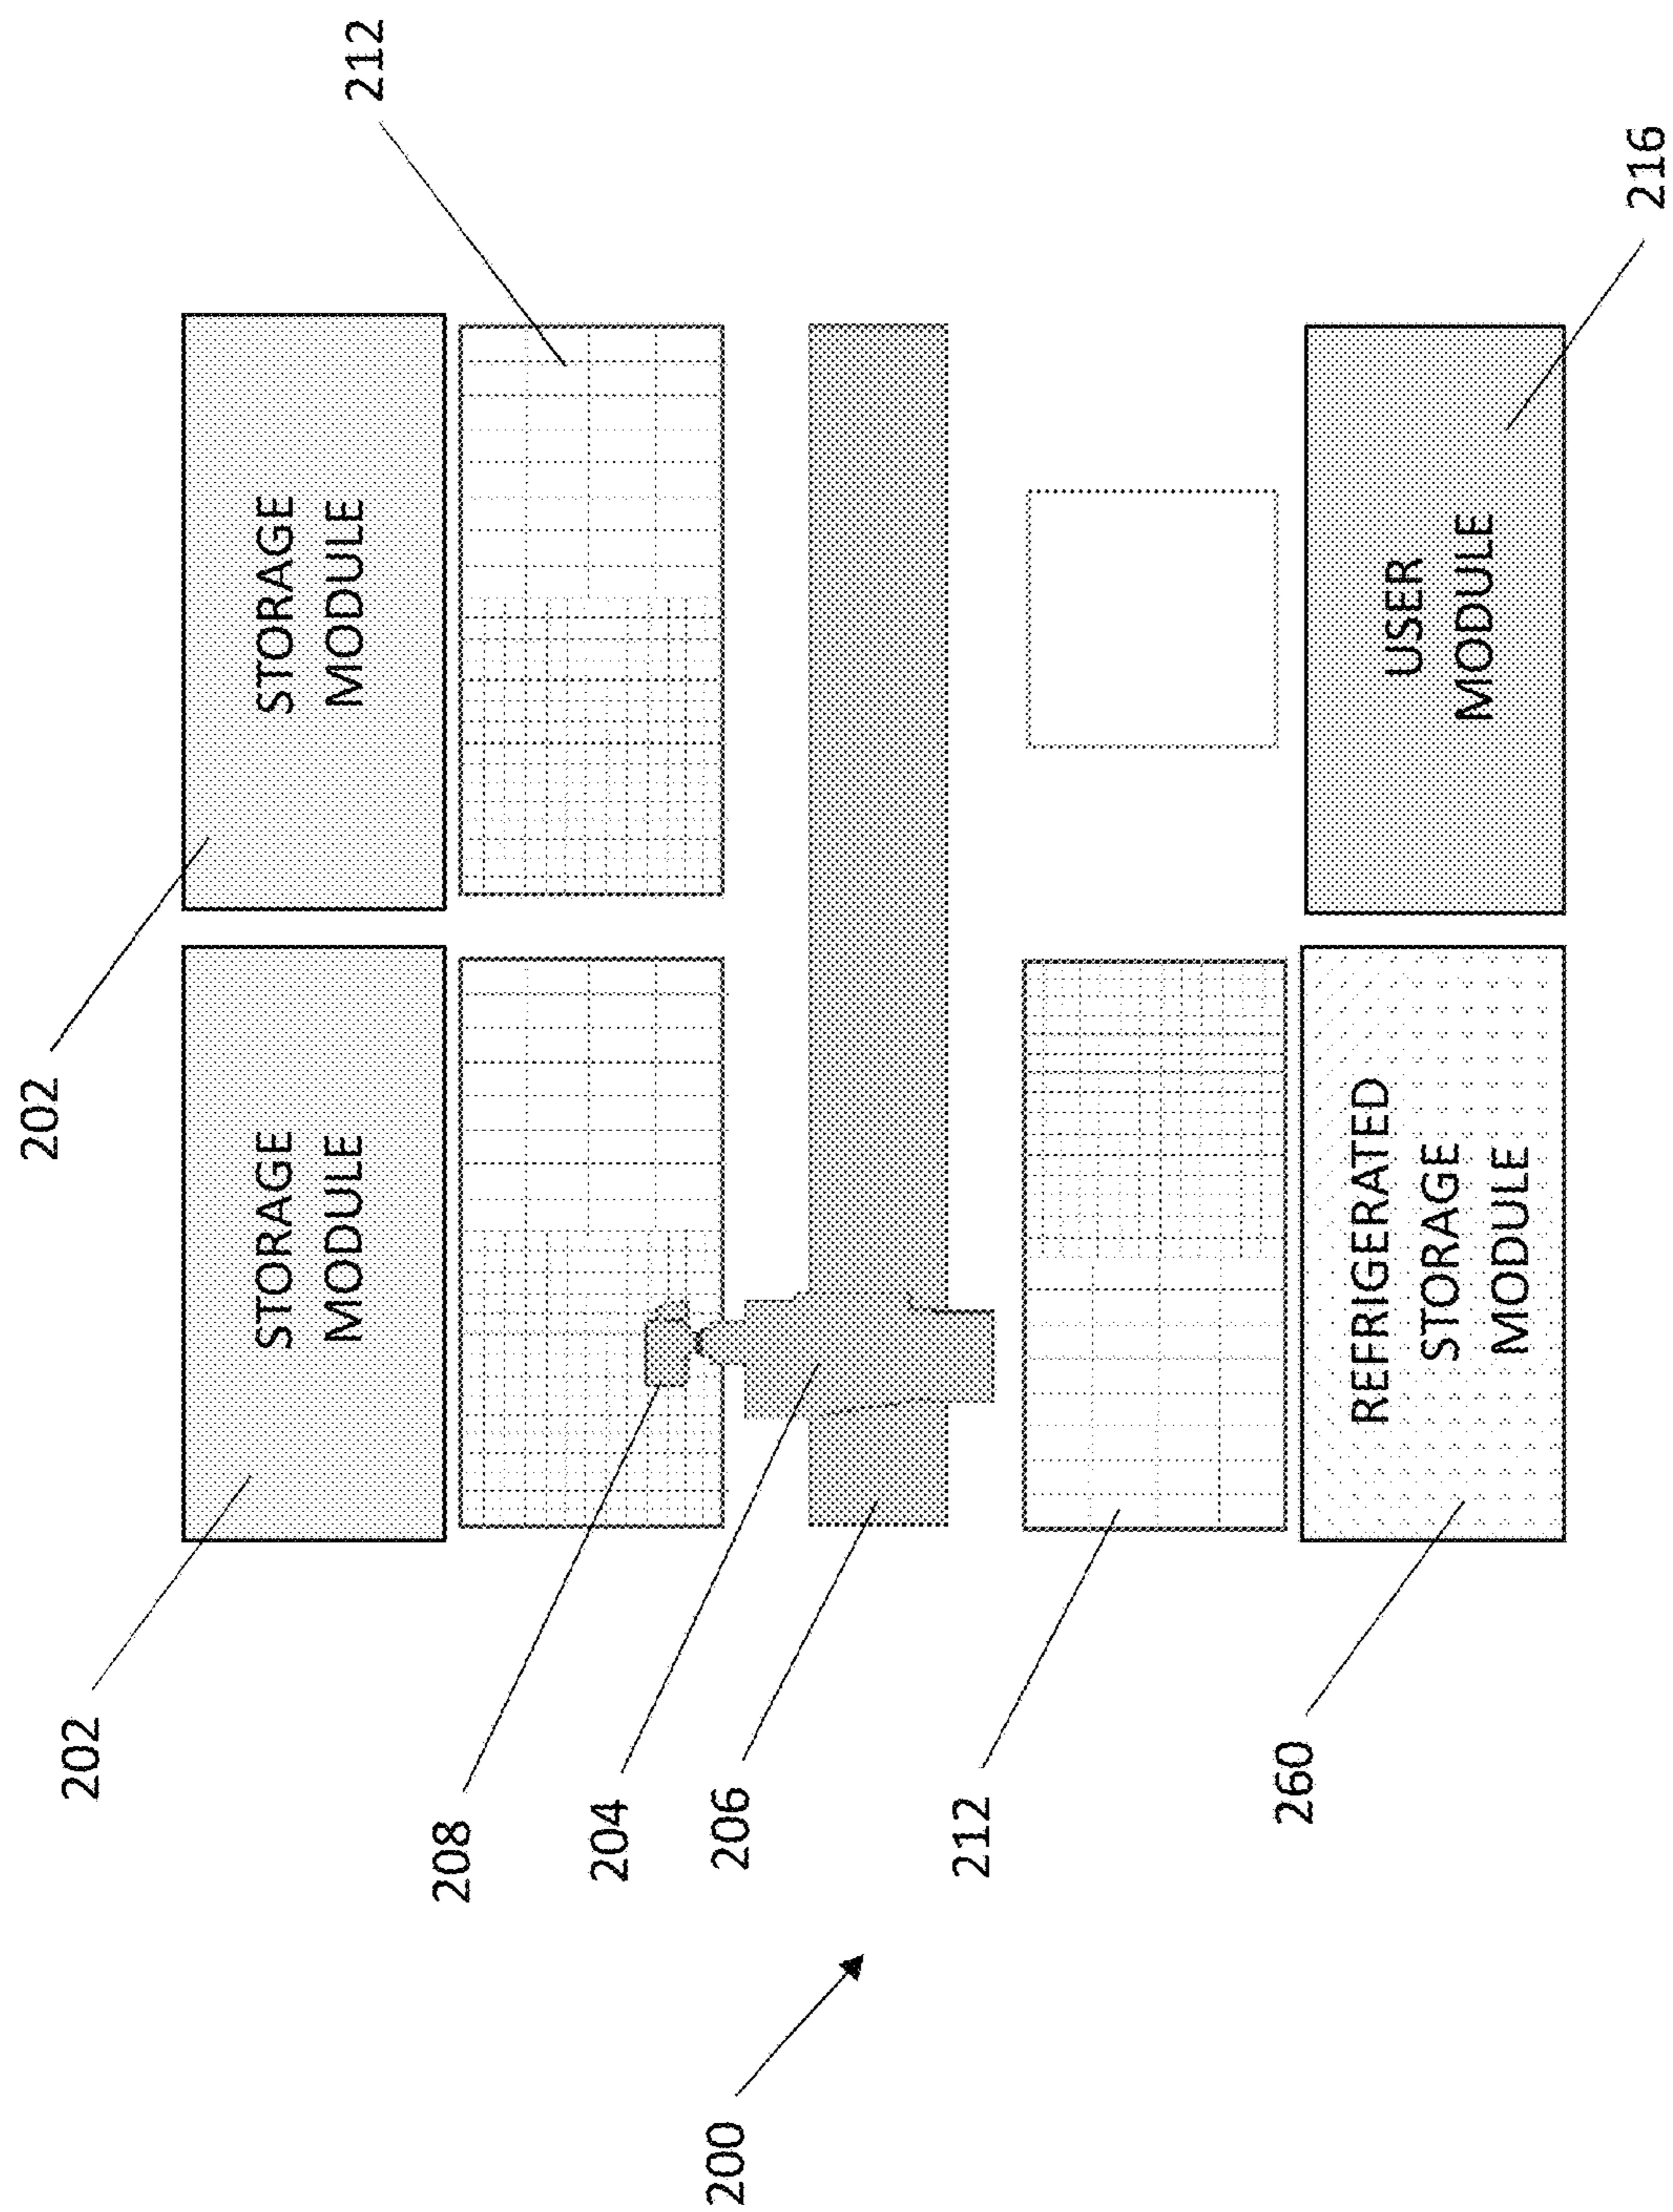 202
202
212
STORAGE
MODULE
STORAGE
MODULE
208
204
206
212
260
REFRIGERATED
STORAGE
MODULE
USER
MODULE
216
200